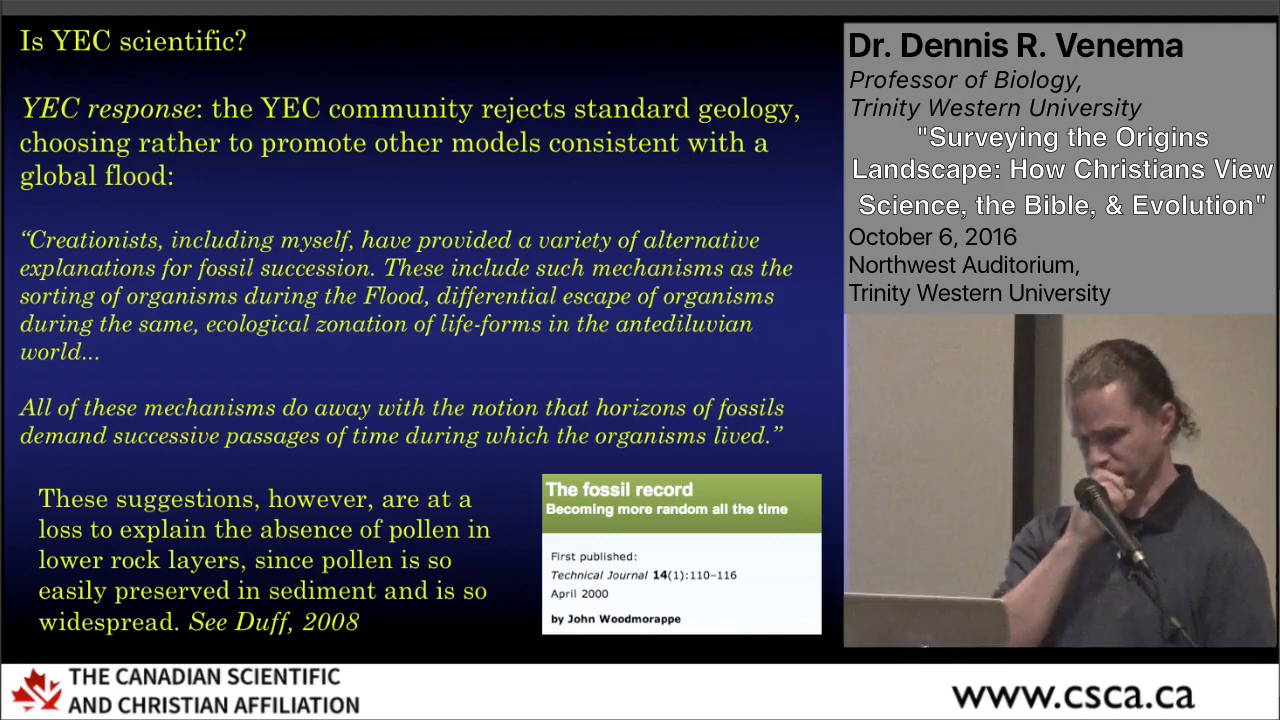 Is YEC scientific?
YEC response: the YEC community rejects standard geology,
choosing rather to promote other models consistent with a
global flood:
“Creationists, including myself, have provided a variety of alternative
explanations for fossil succession. These include such mechanisms as the
sorting of organisms during the Flood, differential escape of organisms
during the same, ecological zonation of life-forms in the antediluvian
world...
All of these mechanisms do away with the notion that horizons of fossils
demand successive passages of time during which the organisms lived.”
These suggestions, however, are at a
loss to explain the absence of pollen in
lower rock layers, since pollen is so
easily preserved in sediment and is so
widespread. See Duff, 2008
The fossil record
Becoming more random all the time
First published:
Technical Journal 14(1):110–116
April 2000
by John Woodmorappe
Dr. Dennis R. Venema
Professor of Biology,
Trinity Western University
"Surveying the Origins
Landscape: How Christians View
Science, the Bible, & Evolution"
October 6, 2016
Northwest Auditorium,
Trinity Western University
THE CANADIAN SCIENTIFIC
AND CHRISTIAN AFFILIATION
www.csca.ca